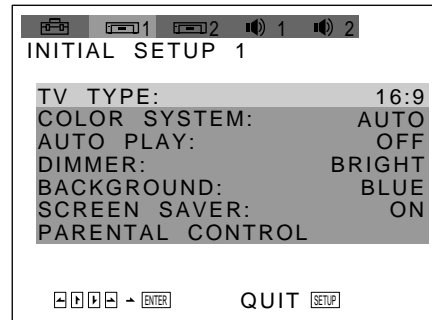 1 2 1 2
INITIAL SETUP 1
TV TYPE: 16:9
COLOR SYSTEM: AUTO
AUTO PLAY: OFF
DIMMER: BRIGHT
BACKGROUND: BLUE
SCREEN SAVER: ON
PARENTAL CONTROL
ENTER QUIT SETUP